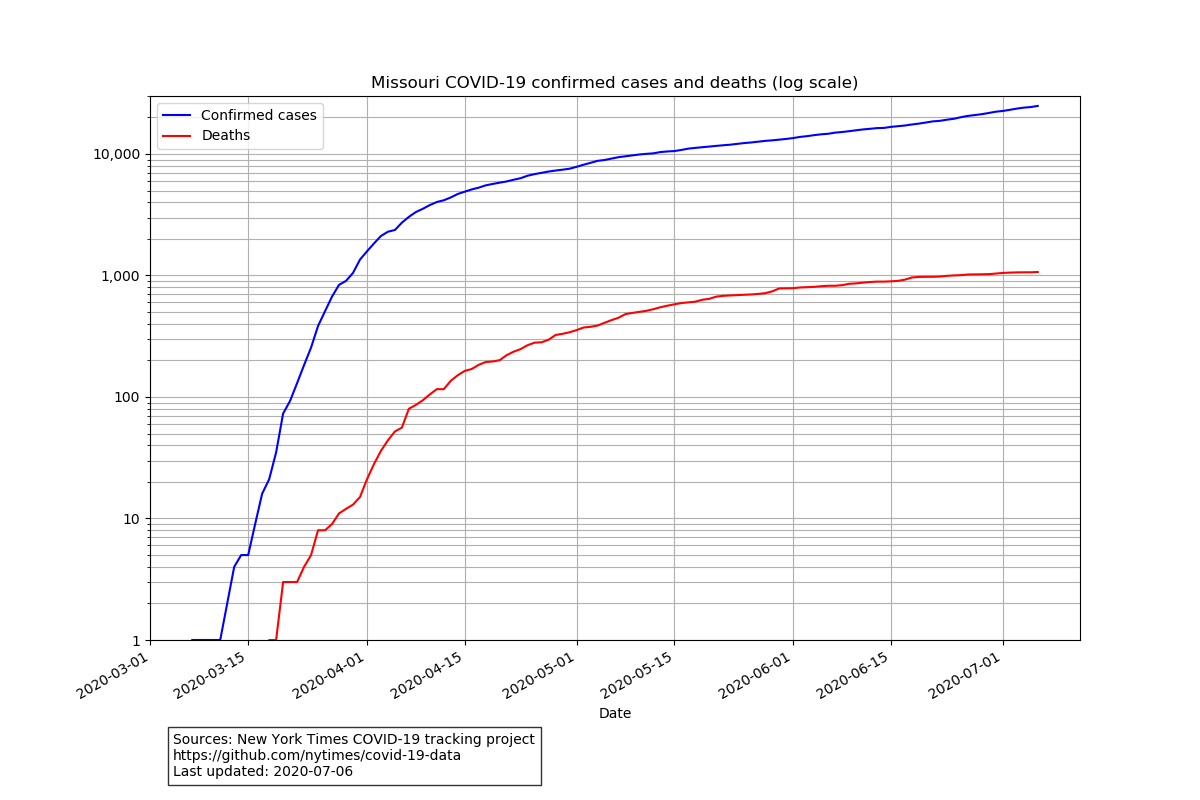 Missouri COVID-19 confirmed cases and deaths (log scale)
Confirmed cases
Deaths
10,000
1,000
100
10
1
2020-03-01
2020-03-15
2020-04-01
2020-04-15
2020-05-01
2020-05-15
2020-06-01
2020-06-15
2020-07-01
Date
Sources: New York Times COVID-19 tracking project
https://github.com/nytimes/covid-19-data
Last updated: 2020-07-06